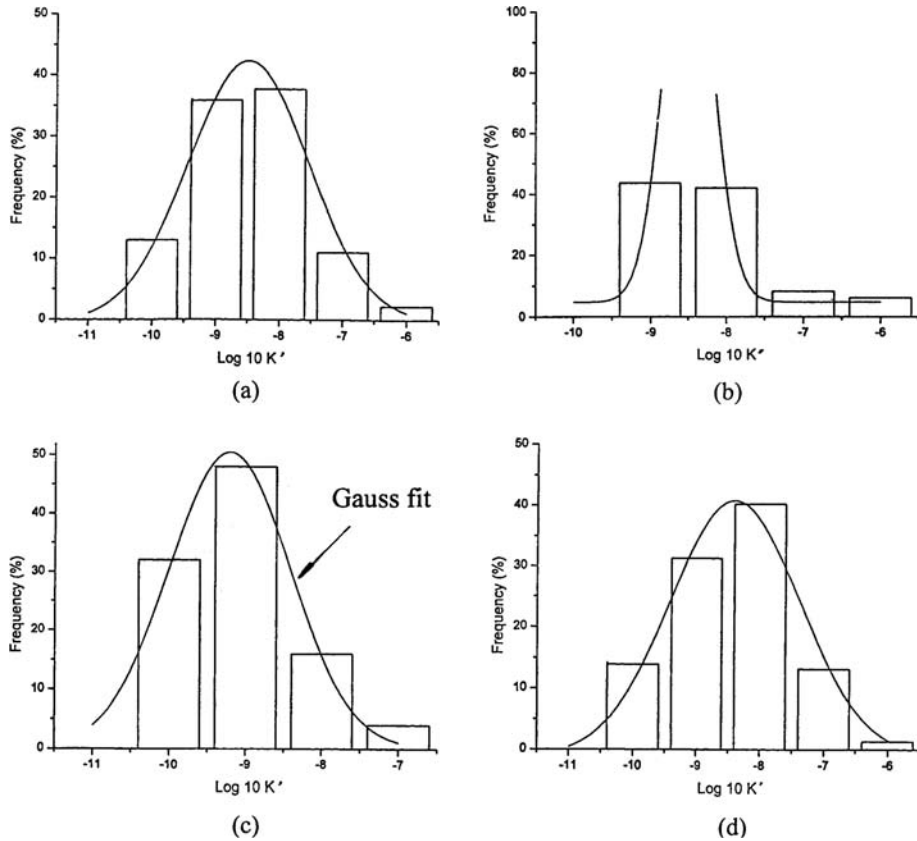 50
40
30
20
10
0
Frequency (%)
-11 -10 -9 -8 -7 -6
Log 10 K′
(a)
100
80
60
40
20
0
Frequency (%)
-10 -9 -8 -7 -6
Log 10 K″
(b)
50
40
30
20
10
0
Frequency (%)
Gauss fit
-11 -10 -9 -8 -7
Log 10 K′
(c)
50
40
30
20
10
0
Frequency (%)
-11 -10 -9 -8 -7 -6
Log 10 K′
(d)